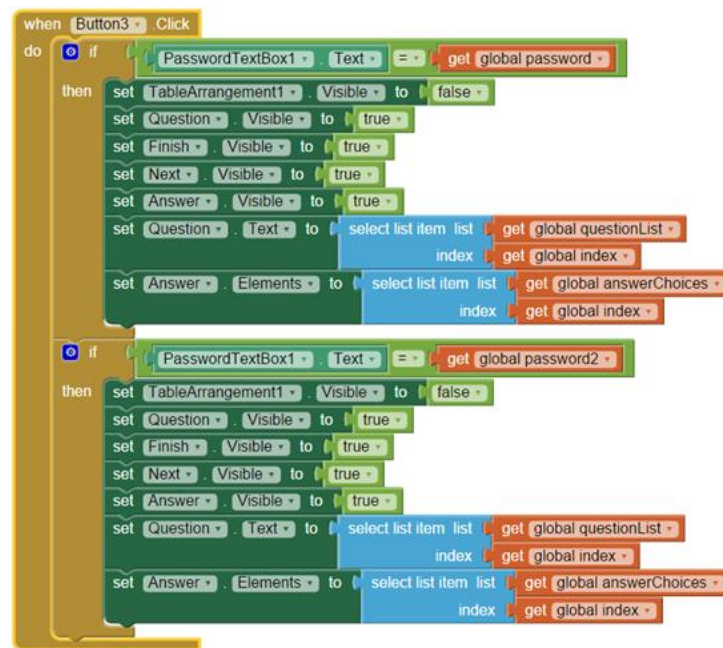 when Button3 .Click
do if PasswordTextBox1 . Text = get global password
then set TableArrangement1 . Visible to false
set Question . Visible to true
set Finish . Visible to true
set Next . Visible to true
set Answer . Visible to true
set Question . Text to select list item list get global questionList
index get global index
set Answer . Elements to select list item list get global answerChoices
index get global index
if PasswordTextBox1 . Text = get global password2
then set TableArrangement1 . Visible to false
set Question . Visible to true
set Finish . Visible to true
set Next . Visible to true
set Answer . Visible to true
set Question . Text to select list item list get global questionList
index get global index
set Answer . Elements to select list item list get global answerChoices
index get global index